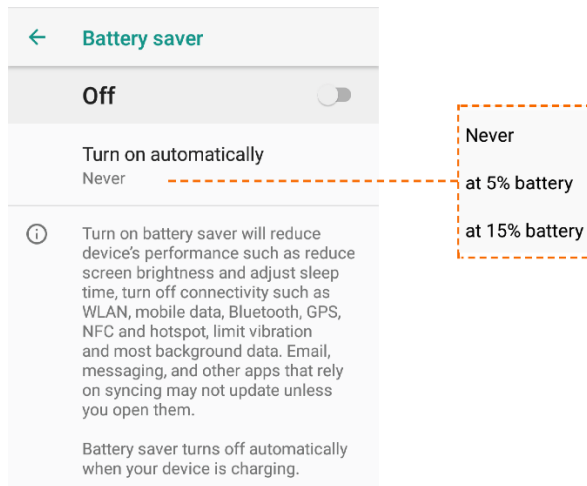 Battery saver
Off
Turn on automatically
Never
Never
at 5% battery
at 15% battery
Turn on battery saver will reduce
device's performance such as reduce
screen brightness and adjust sleep
time, turn off connectivity such as
WLAN, mobile data, Bluetooth, GPS,
NFC and hotspot, limit vibration
and most background data. Email,
messaging, and other apps that rely
on syncing may not update unless
you open them.
Battery saver turns off automatically
when your device is charging.